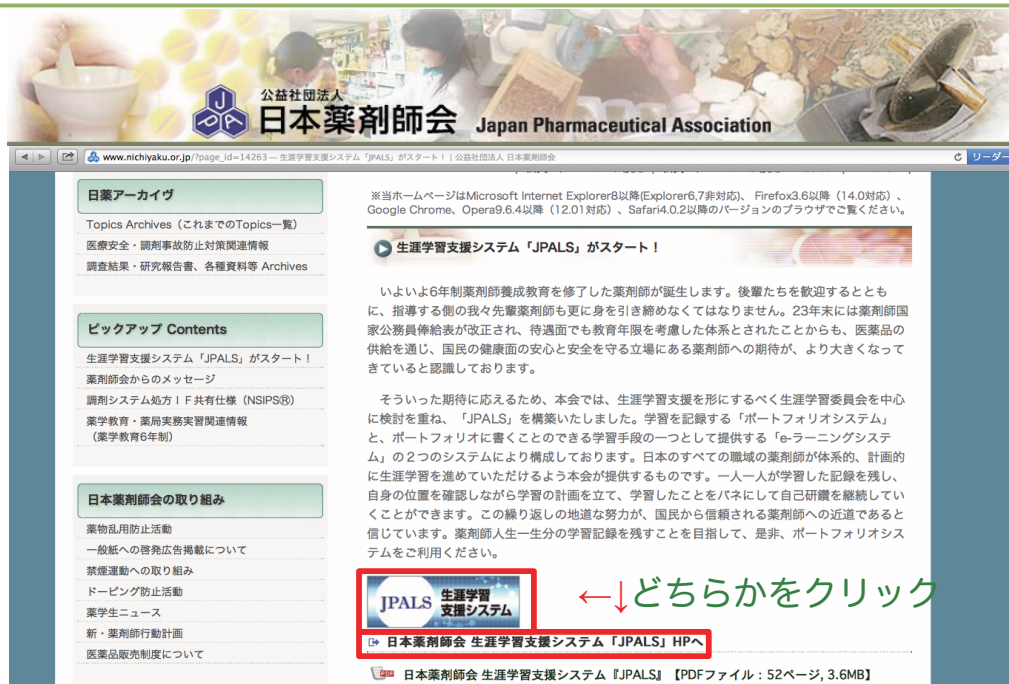 公益社団法人
日本薬剤師会 Japan Pharmaceutical Association
www.nichiyaku.or.jp/?page_id=14263 — 生涯学習支援システム「JPALS」がスタート！ | 公益社団法人 日本薬剤師会
リーダー
日薬アーカイヴ
Topics Archives（これまでのTopics一覧）
医療安全・調剤事故防止対策関連情報
調査結果・研究報告書、各種資料等 Archives
ピックアップ Contents
生涯学習支援システム「JPALS」がスタート！
薬剤師会からのメッセージ
調剤システム処方ＩＦ共有仕様（NSIPS®）
薬学教育・薬局実務実習関連情報
（薬学教育6年制）
日本薬剤師会の取り組み
薬物乱用防止活動
一般紙への啓発広告掲載について
禁煙運動への取り組み
ドーピング防止活動
薬学生ニュース
新・薬剤師行動計画
医薬品販売制度について
※当ホームページはMicrosoft Internet Explorer8以降(Explorer6,7非対応)、 Firefox3.6以降（14.0対応）、
Google Chrome、Opera9.6.4以降（12.01対応）、Safari4.0.2以降のバージョンのブラウザでご覧ください。
生涯学習支援システム「JPALS」がスタート！
いよいよ6年制薬剤師養成教育を修了した薬剤師が誕生します。後輩たちを歓迎するととも
に、指導する側の我々先輩薬剤師も更に身を引き締めなくてはなりません。23年末には薬剤師国
家公務員俸給表が改正され、待遇面でも教育年限を考慮した体系とされたことからも、医薬品の
供給を通じ、国民の健康面の安心と安全を守る立場にある薬剤師への期待が、より大きくなって
きていると認識しております。
そういった期待に応えるため、本会では、生涯学習支援を形にするべく生涯学習委員会を中心
に検討を重ね、「JPALS」を構築いたしました。学習を記録する「ポートフォリオシステム」
と、ポートフォリオに書くことのできる学習手段の一つとして提供する「e-ラーニングシステ
ム」の２つのシステムにより構成しております。日本のすべての職域の薬剤師が体系的、計画的
に生涯学習を進めていただけるよう本会が提供するものです。一人一人が学習した記録を残し、
自身の位置を確認しながら学習の計画を立て、学習したことをバネにして自己研鑽を継続してい
くことができます。この繰り返しの地道な努力が、国民から信頼される薬剤師への近道であると
信じています。薬剤師人生一生分の学習記録を残すことを目指して、是非、ポートフォリオシス
テムをご利用ください。
JPALS 生涯学習
支援システム
←↓どちらかをクリック
日本薬剤師会 生涯学習支援システム「JPALS」HPへ
日本薬剤師会 生涯学習支援システム『JPALS』【PDFファイル：52ページ, 3.6MB】